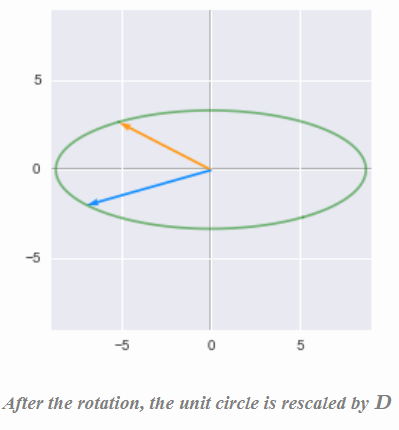 5
0
−5
−5 0 5
After the rotation, the unit circle is rescaled by D